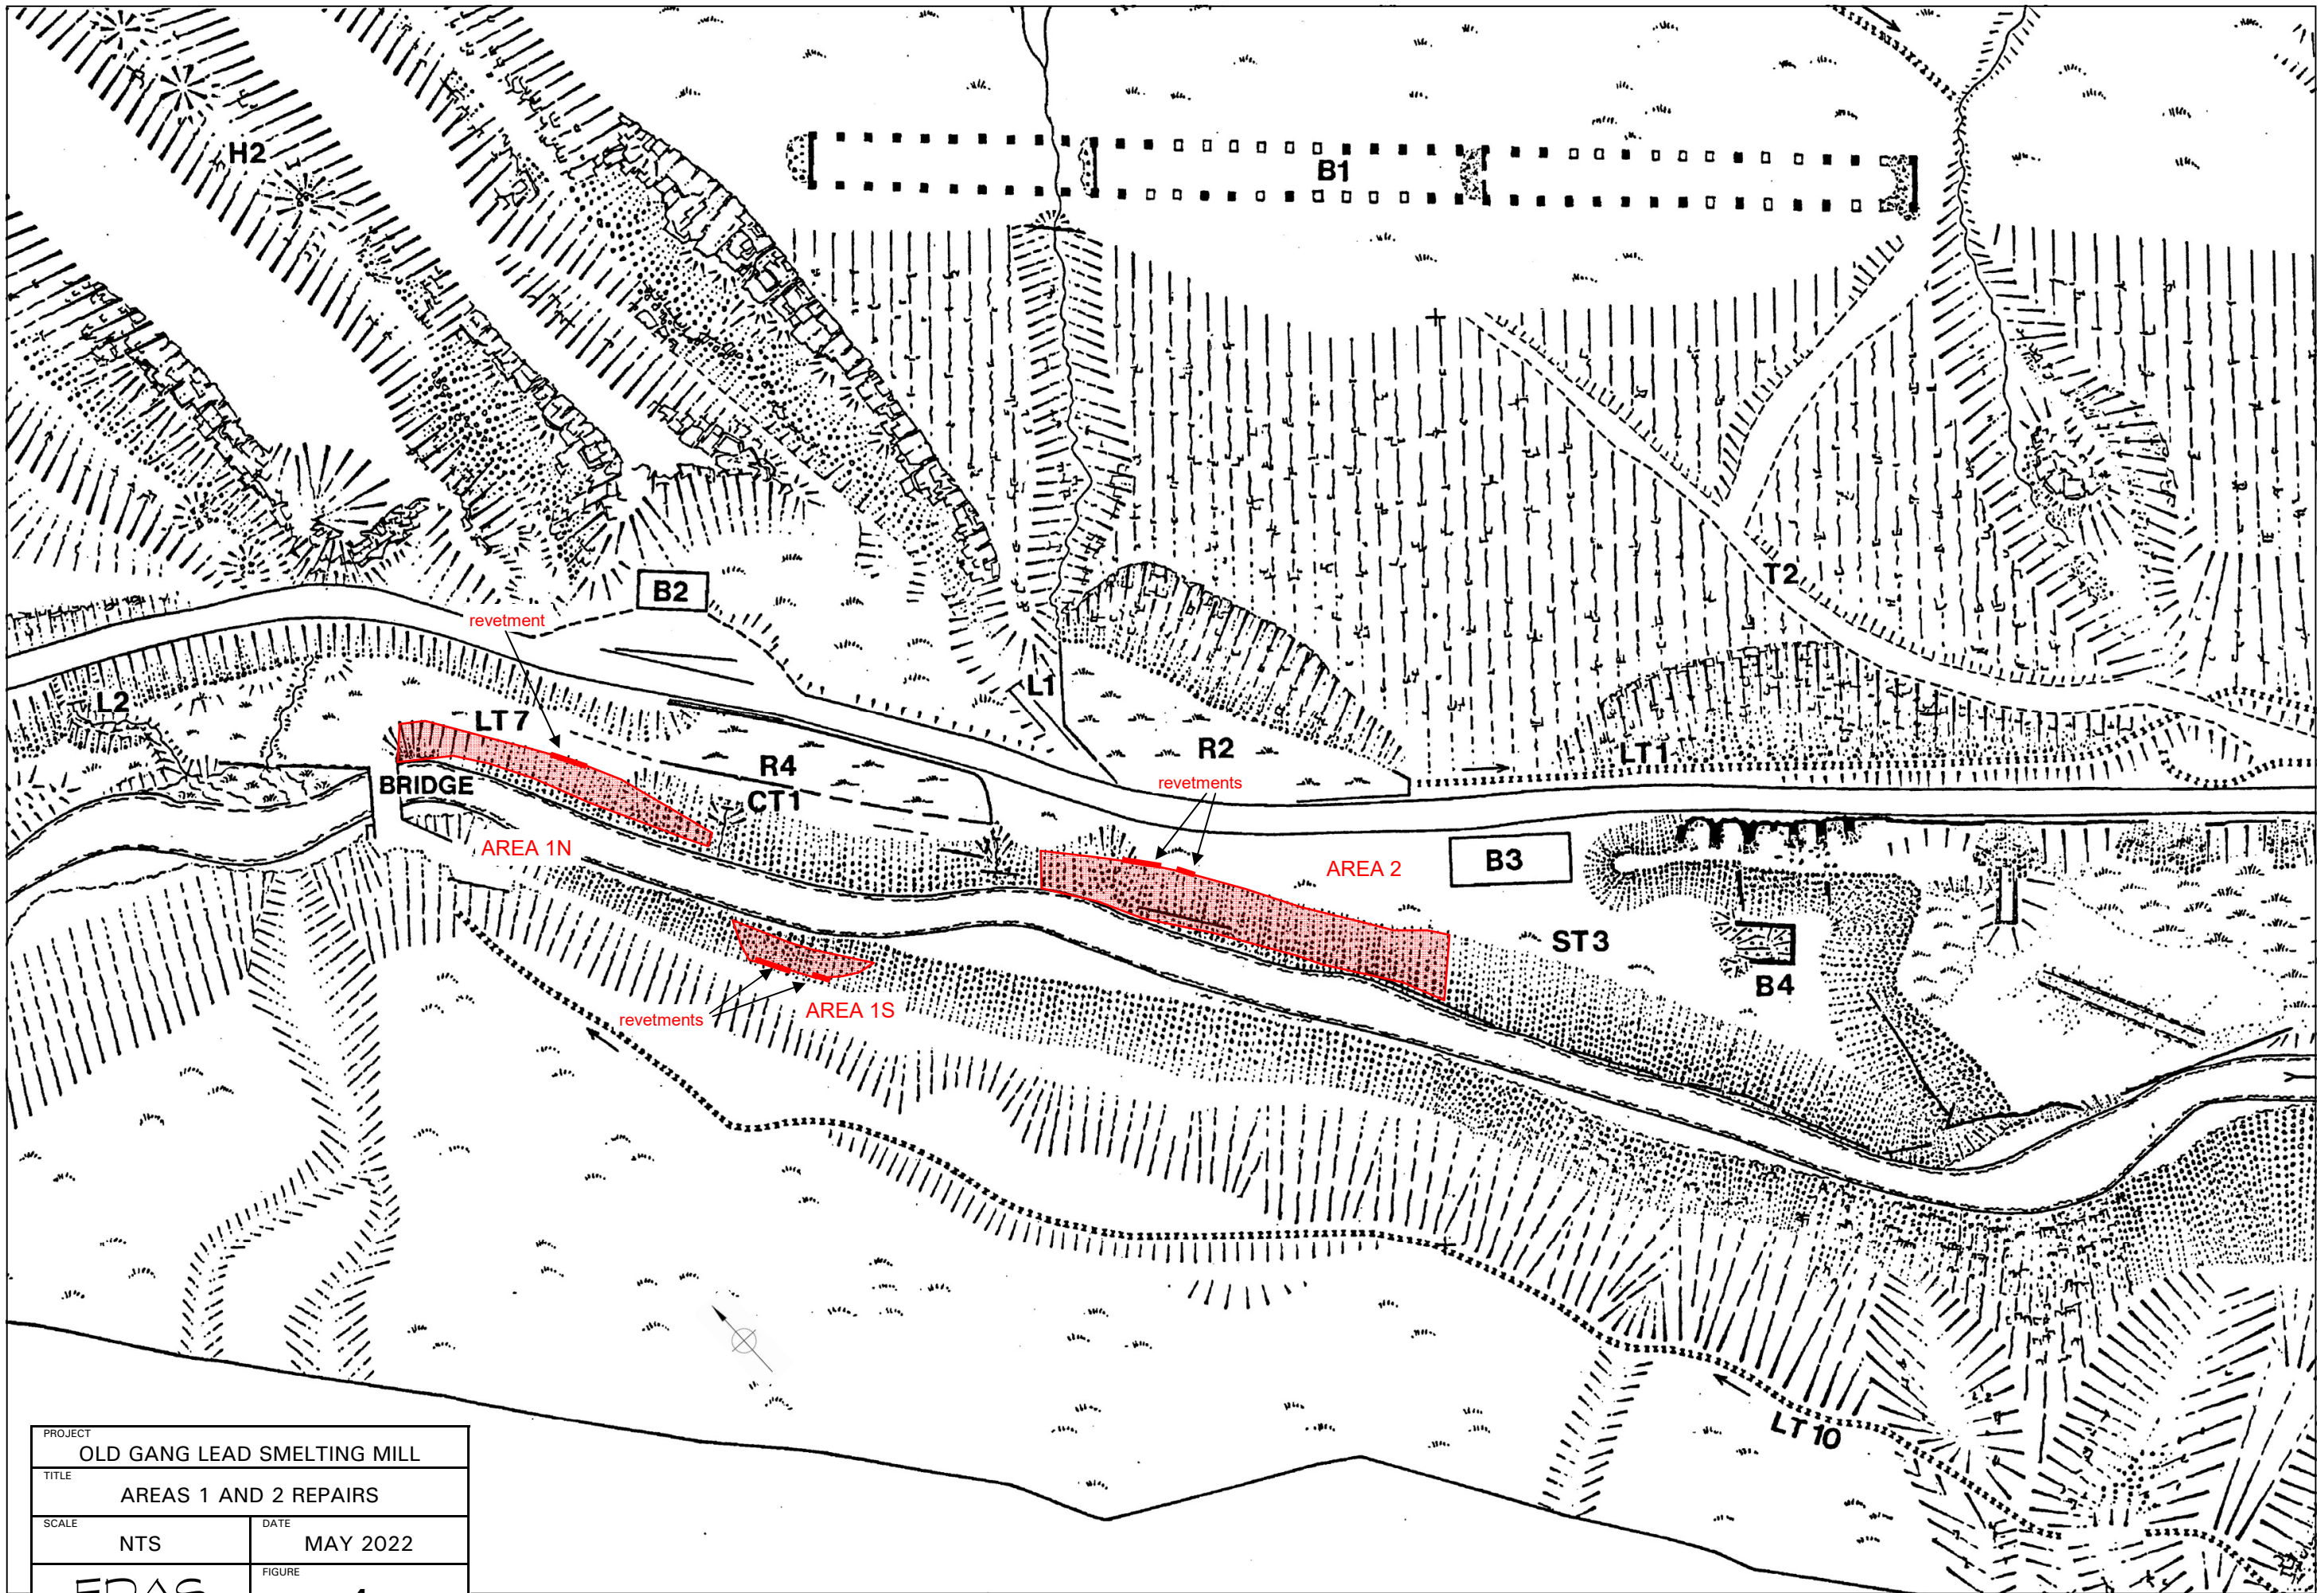 H2
B1
B2
T2
revetment
L1
L2
LT7
R2
LT1
R4
revetments
BRIDGE
CT1
AREA 1N
AREA 2
B3
ST3
B4
revetments
AREA 1S
LT 10
PROJECT
OLD GANG LEAD SMELTING MILL
TITLE
AREAS 1 AND 2 REPAIRS
SCALE
NTS
DATE
MAY 2022
EDAS
FIGURE